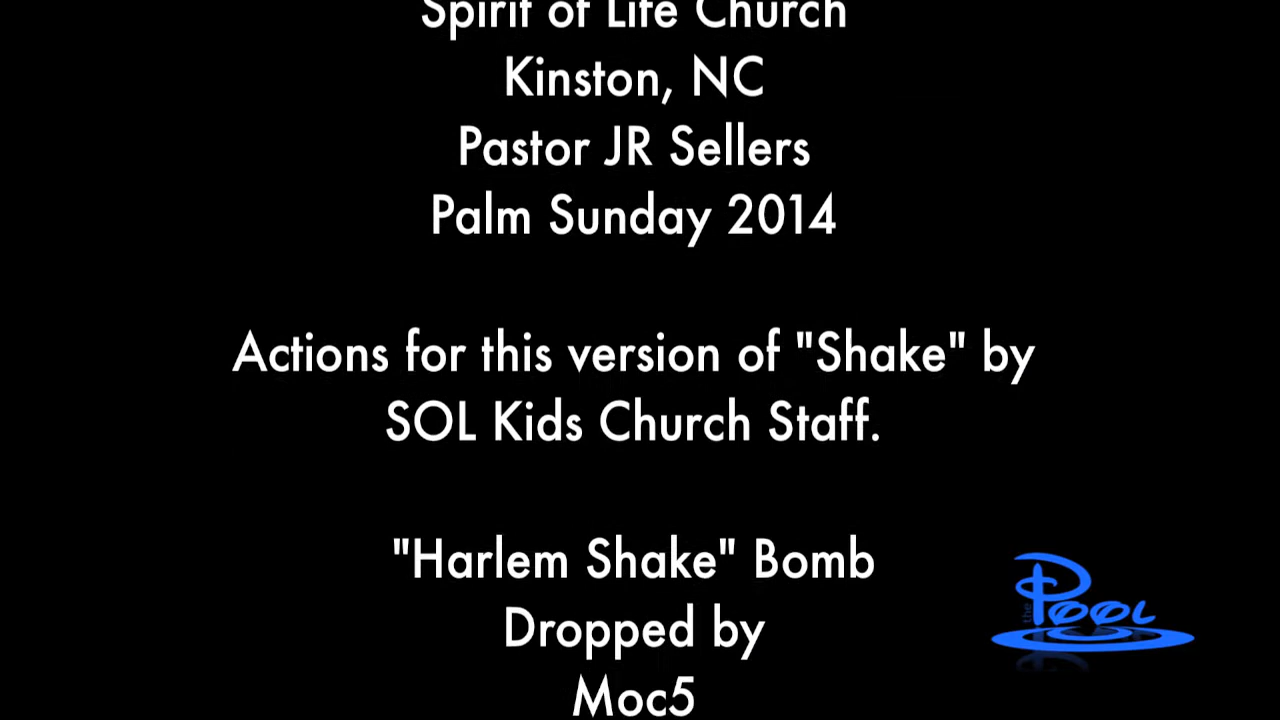 Spirit of Life Church
Kinston, NC
Pastor JR Sellers
Palm Sunday 2014
Actions for this version of "Shake" by
SOL Kids Church Staff.
"Harlem Shake" Bomb
Dropped by
Moc5
the Pool